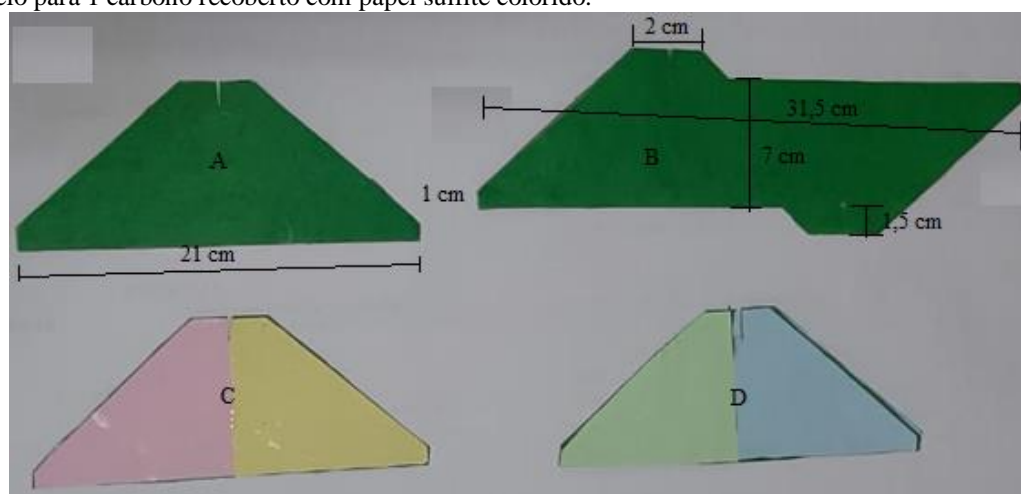 elo para 1 carbono recoberto com papel sulfite colorido.
2 cm
A
31,5 cm
B
7 cm
1 cm
1,5 cm
21 cm
C
D